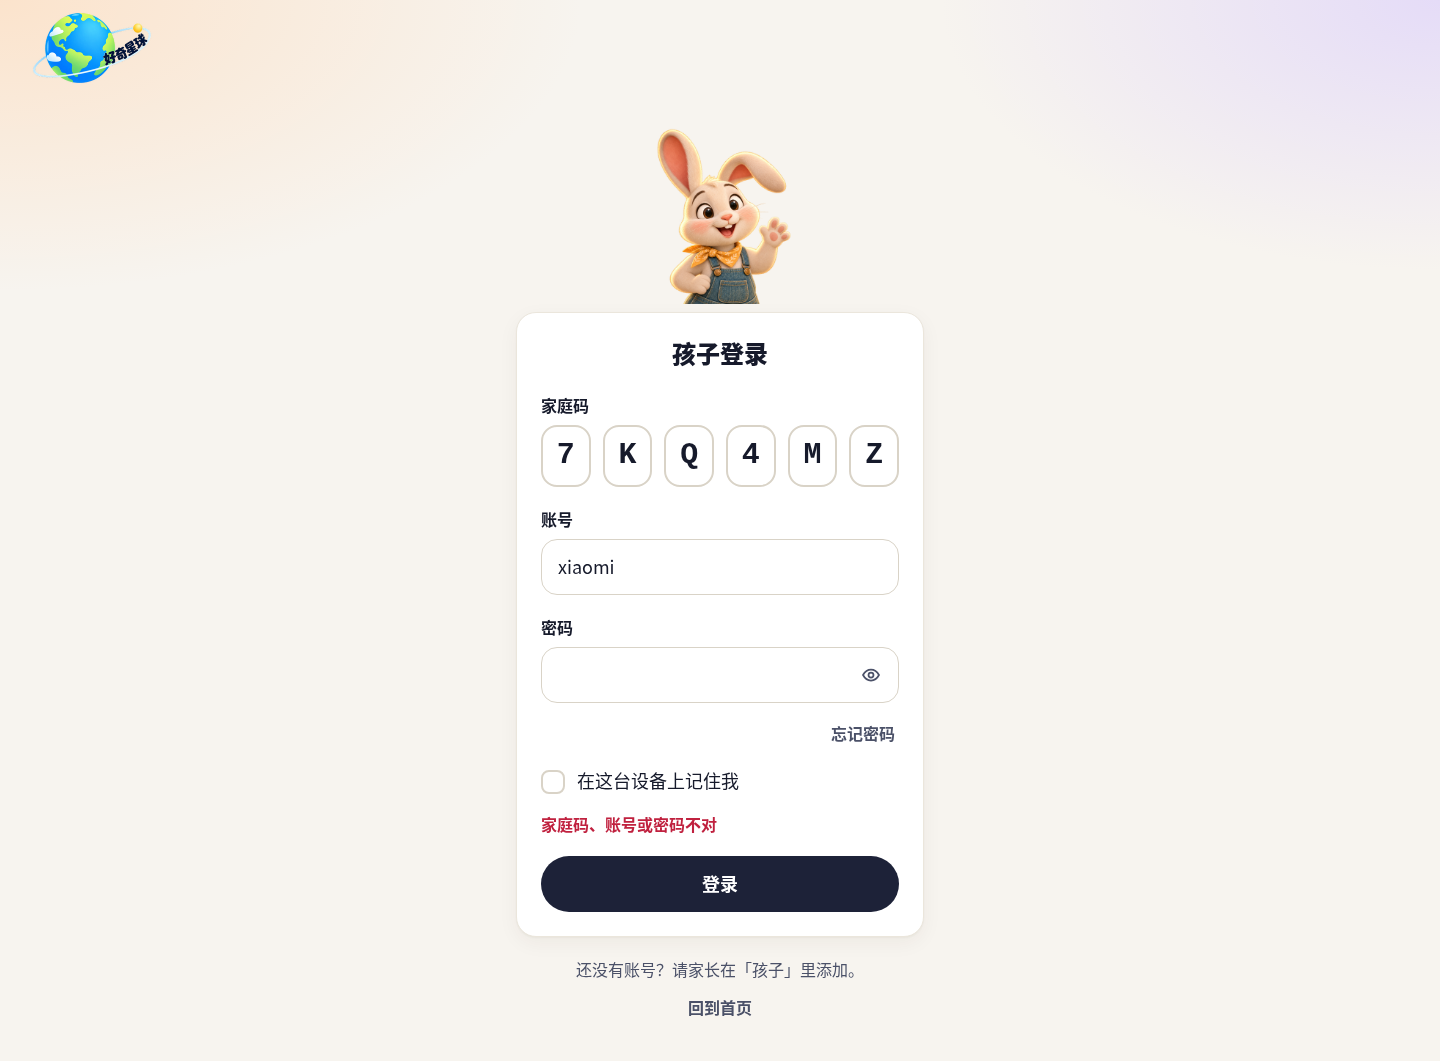 好奇星球
孩子登录
家庭码
7 K Q 4 M Z
账号
xiaomi
密码
忘记密码
在这台设备上记住我
家庭码、账号或密码不对
登录
还没有账号？请家长在「孩子」里添加。
回到首页